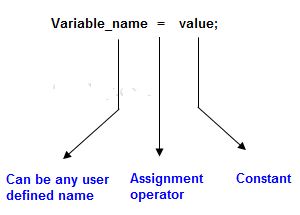 Variable_name = value;
Can be any user
defined name
Assignment
operator
Constant